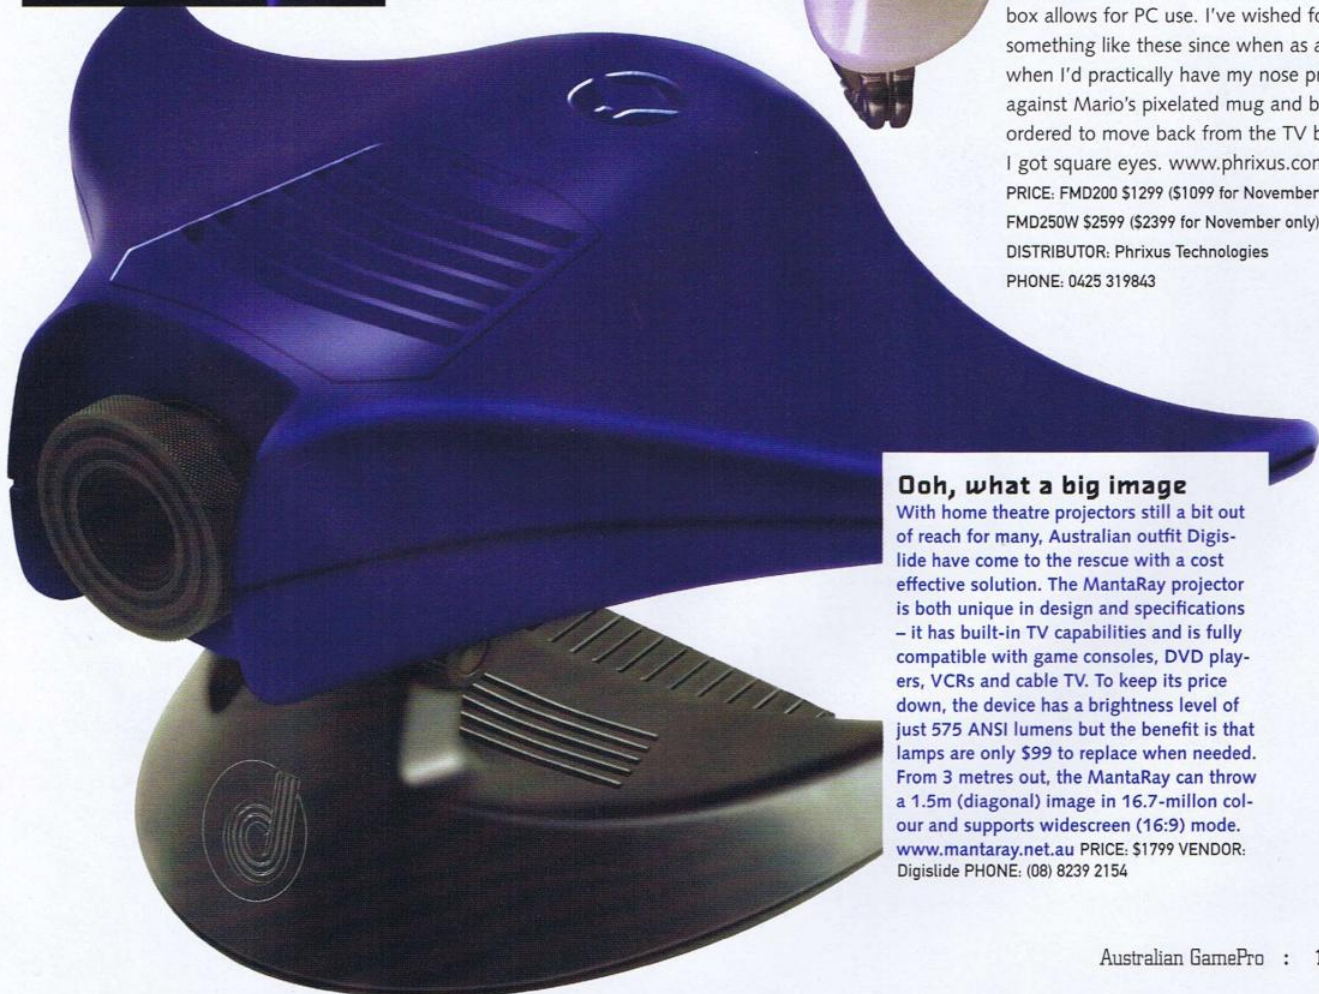 box allows for PC use. I've wished fo
something like these since when as a
when I'd practically have my nose pr
against Mario's pixelated mug and b
ordered to move back from the TV b
I got square eyes. www.phrixus.con
PRICE: FMD200 $1299 ($1099 for November
FMD250W $2599 ($2399 for November only)
DISTRIBUTOR: Phrixus Technologies
PHONE: 0425 319843
Ooh, what a big image
With home theatre projectors still a bit out
of reach for many, Australian outfit Digis-
lide have come to the rescue with a cost
effective solution. The MantaRay projector
is both unique in design and specifications
– it has built-in TV capabilities and is fully
compatible with game consoles, DVD play-
ers, VCRs and cable TV. To keep its price
down, the device has a brightness level of
just 575 ANSI lumens but the benefit is that
lamps are only $99 to replace when needed.
From 3 metres out, the MantaRay can throw
a 1.5m (diagonal) image in 16.7-millon col-
our and supports widescreen (16:9) mode.
www.mantaray.net.au PRICE: $1799 VENDOR:
Digislide PHONE: (08) 8239 2154
Australian GamePro : 1